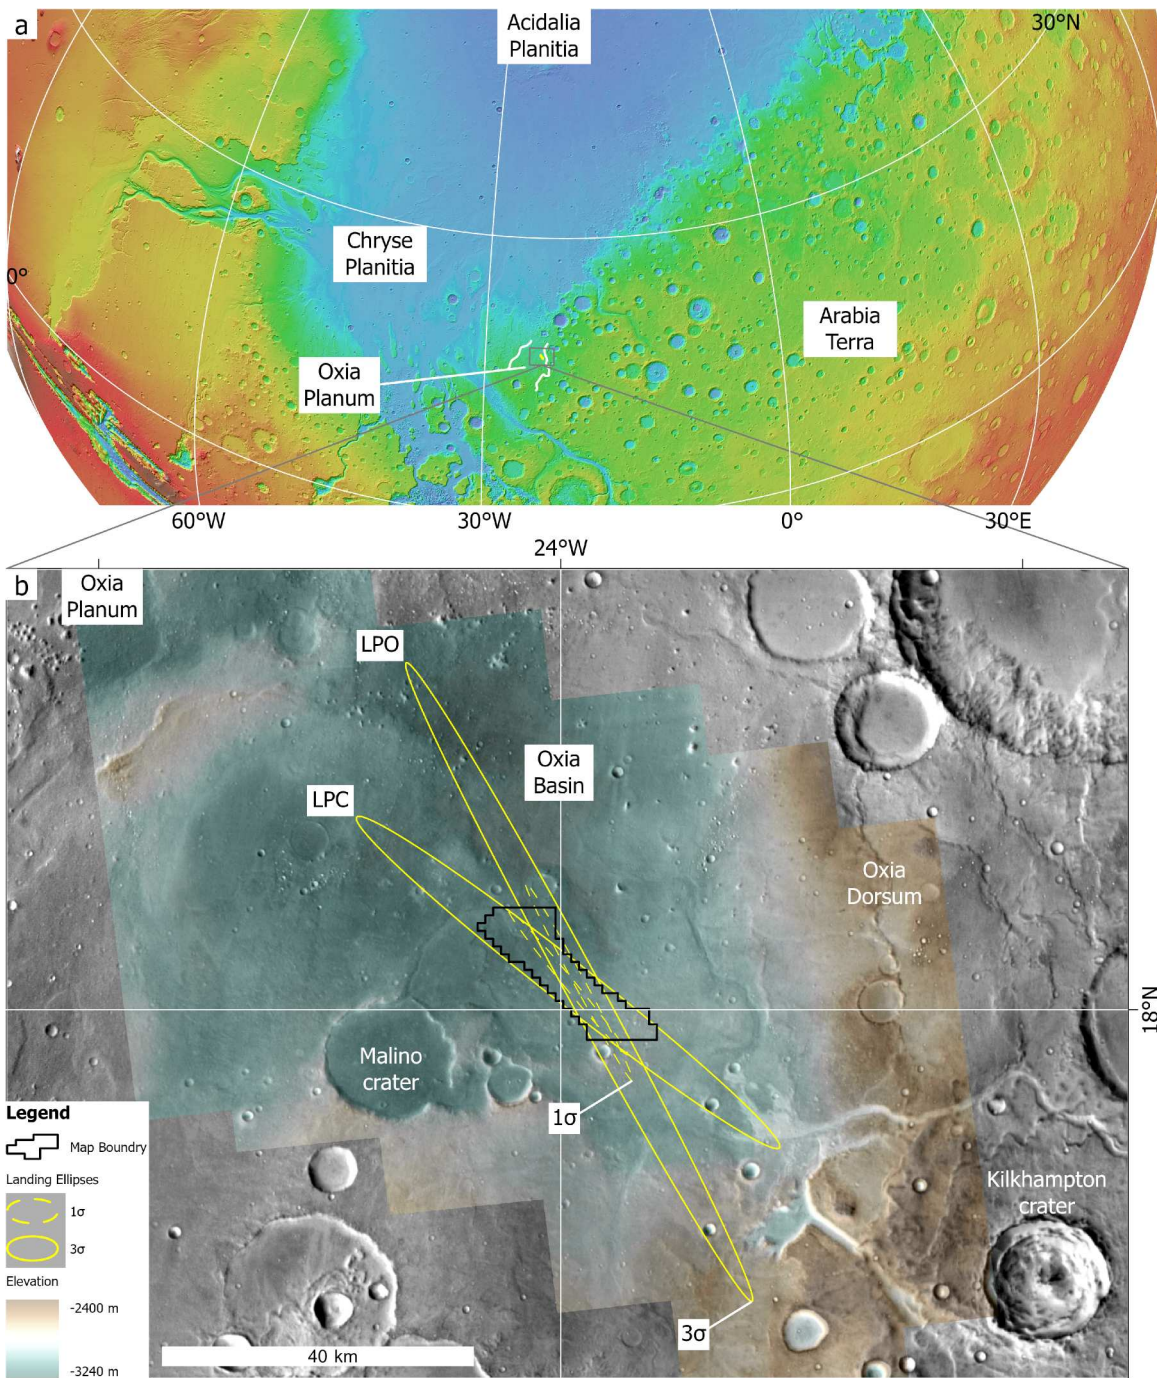 a
Acidalia
Planitia
30°N
Chryse
Planitia
0°
Arabia
Terra
Oxia
Planum
60°W
30°W
0°
30°E
24°W
b
Oxia
Planum
LPO
Oxia
Basin
LPC
Oxia
Dorsum
18°N
Malino
crater
1σ
Legend
Map Boundry
Landing Ellipses
1σ
3σ
Elevation
-2400 m
-3240 m
Kilkhampton
crater
3σ
40 km